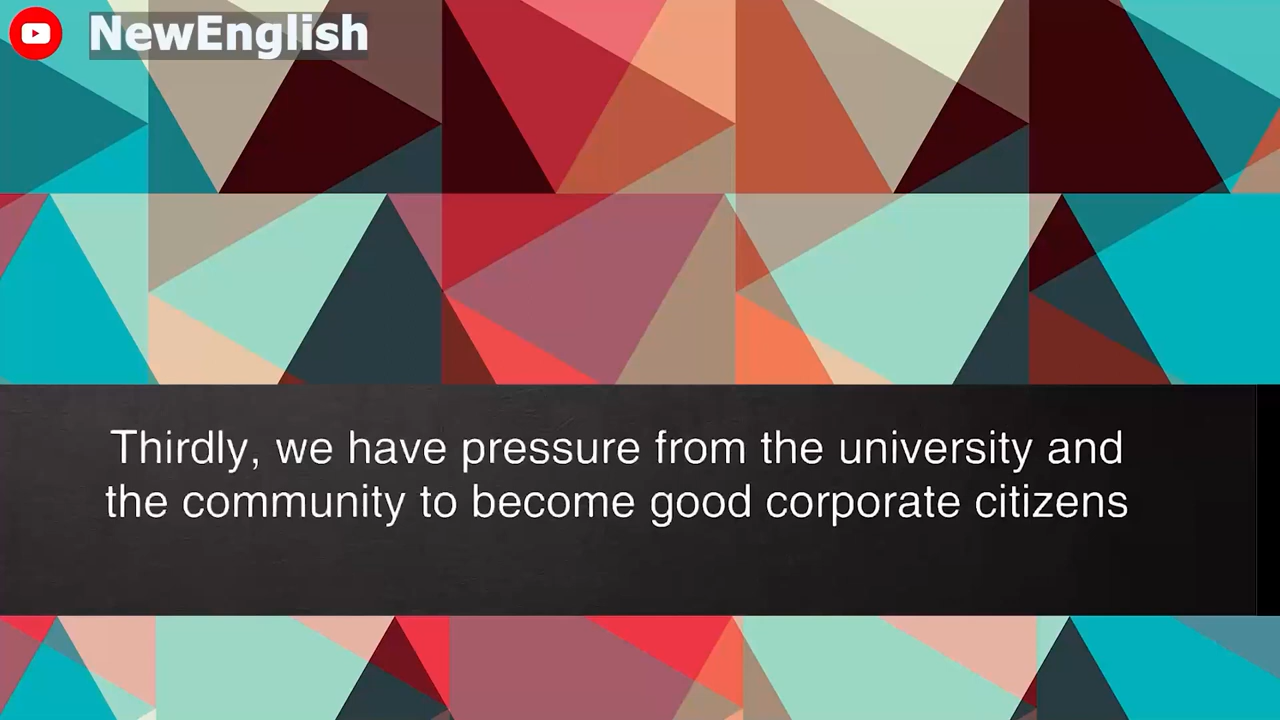 NewEnglish
Thirdly, we have pressure from the university and
the community to become good corporate citizens